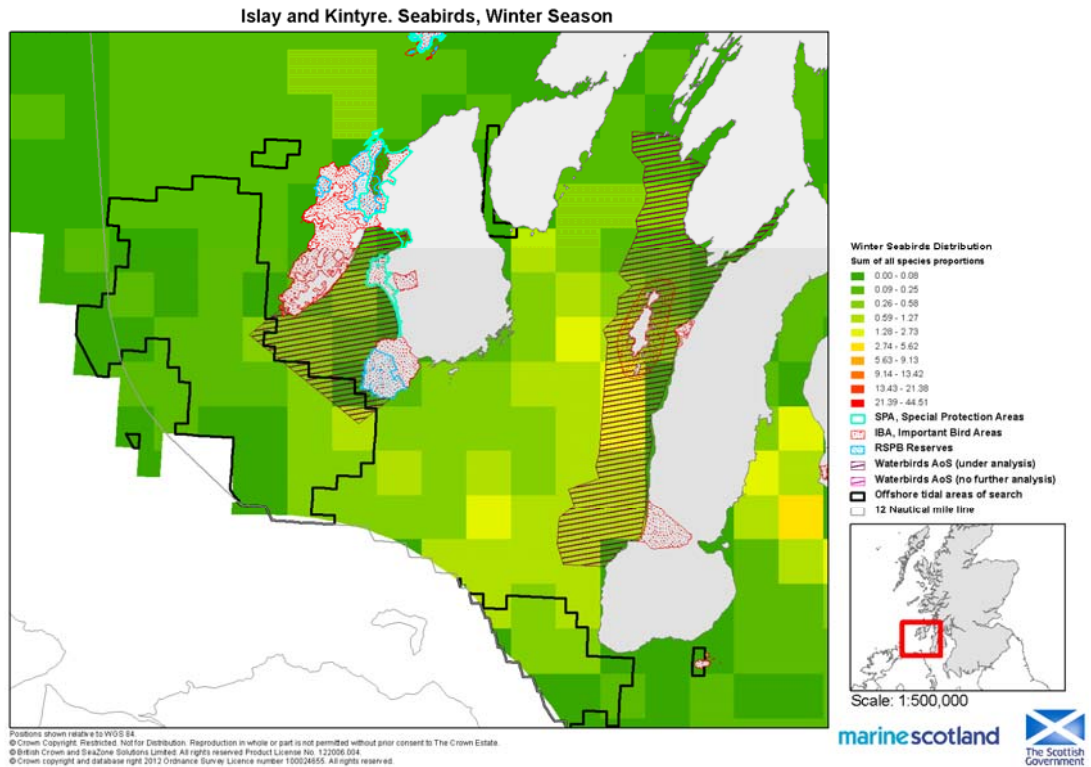 Islay and Kintyre. Seabirds, Winter Season
Winter Seabirds Distribution
Sum of all species proportions
0.00 - 0.08
0.09 - 0.25
0.26 - 0.58
0.59 - 1.27
1.28 - 2.73
2.74 - 5.62
5.63 - 9.13
9.14 - 13.42
13.43 - 21.38
21.39 - 44.51
SPA, Special Protection Areas
IBA, Important Bird Areas
RSPB Reserves
Waterbirds AoS (under analysis)
Waterbirds AoS (no further analysis)
Offshore tidal areas of search
12 Nautical mile line
Scale: 1:500,000
marinescotland
The Scottish
Government
Positions shown relative to WGS 84.
© Crown Copyright. Restricted. Not for Distribution. Reproduction in whole or part is not permitted without prior consent to The Crown Estate.
© British Crown and SeaZone Solutions Limited. All rights reserved Product License No. 122006.004.
© Crown copyright and database right 2012 Ordnance Survey Licence number 100024655. All rights reserved.